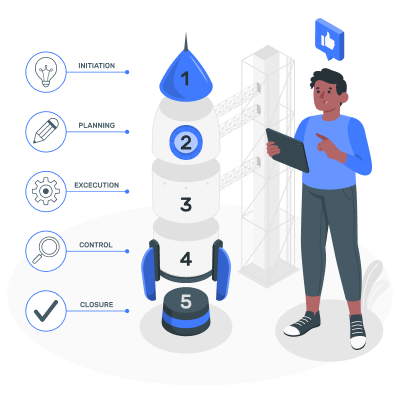 INITIATION
1
PLANNING
2
EXCECUTION
3
CONTROL
4
CLOSURE
5